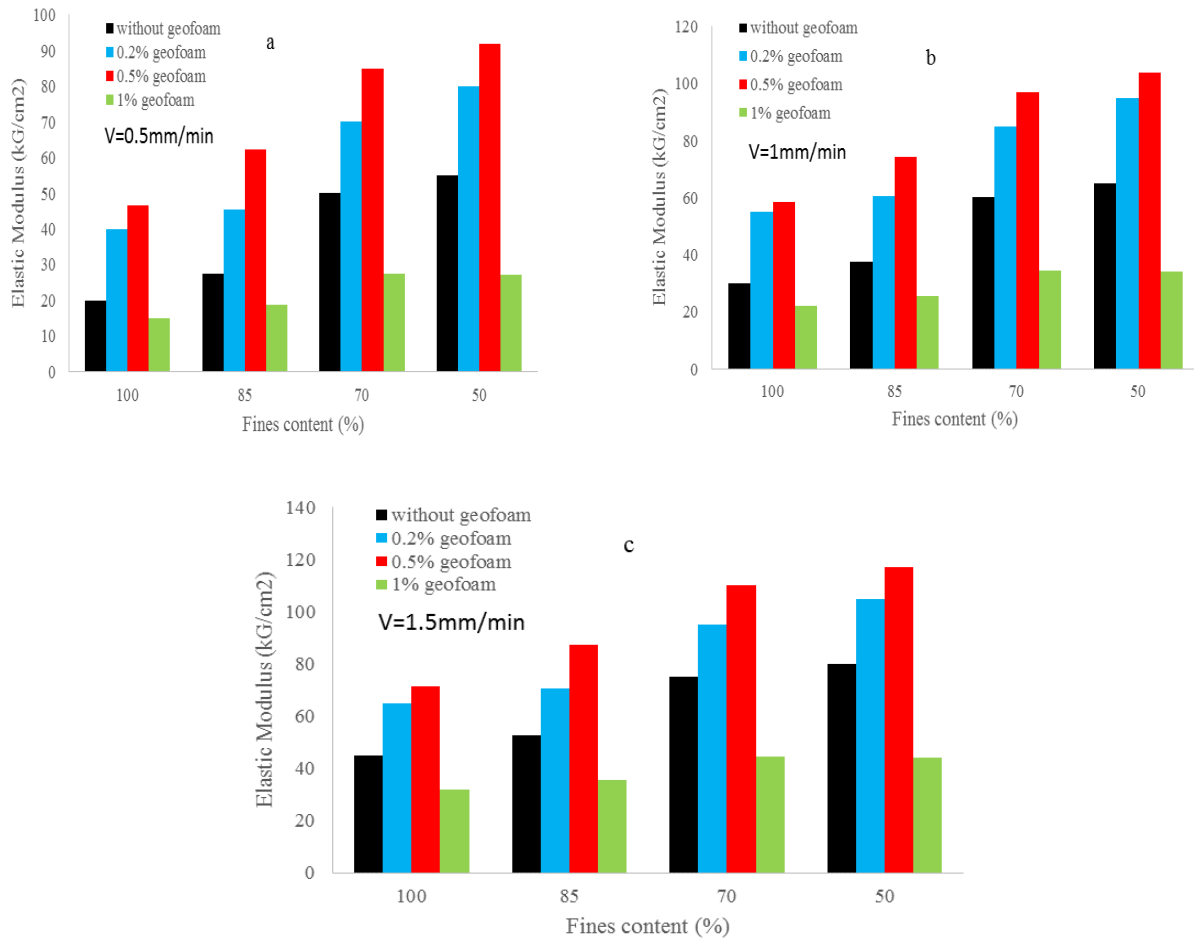 a
without geofoam
0.2% geofoam
0.5% geofoam
1% geofoam
V=0.5mm/min
Elastic Modulus (kG/cm2)
100
90
80
70
60
50
40
30
20
10
0
100 85 70 50
Fines content (%)
b
without geofoam
0.2% geofoam
0.5% geofoam
1% geofoam
V=1mm/min
Elastic Modulus (kG/cm2)
120
100
80
60
40
20
0
100 85 70 50
Fines content (%)
c
without geofoam
0.2% geofoam
0.5% geofoam
1% geofoam
V=1.5mm/min
Elastic Modulus (kG/cm2)
140
120
100
80
60
40
20
0
100 85 70 50
Fines content (%)